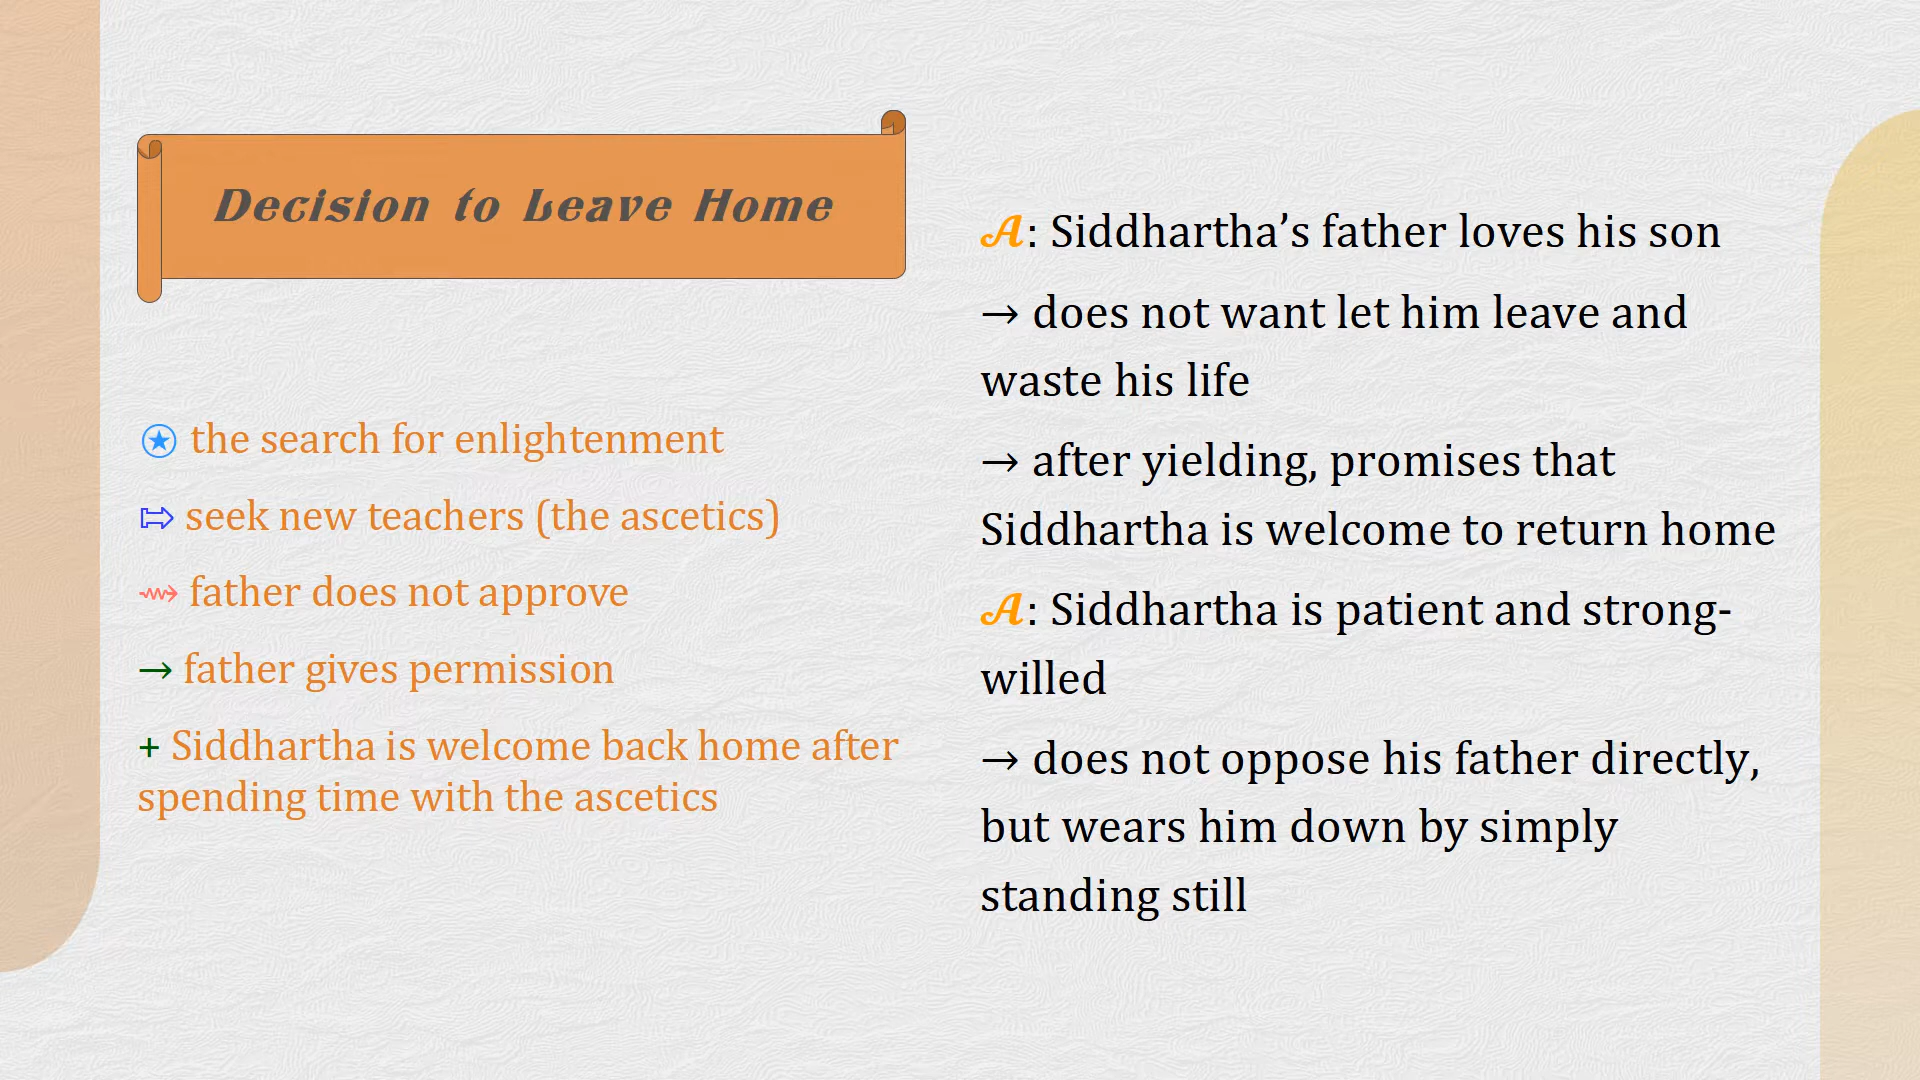 Decision to Leave Home
⍟ the search for enlightenment
⇰ seek new teachers (the ascetics)
⬳ father does not approve
→ father gives permission
+ Siddhartha is welcome back home after
spending time with the ascetics
𝓐: Siddhartha’s father loves his son
→ does not want let him leave and
waste his life
→ after yielding, promises that
Siddhartha is welcome to return home
𝓐: Siddhartha is patient and strong-
willed
→ does not oppose his father directly,
but wears him down by simply
standing still